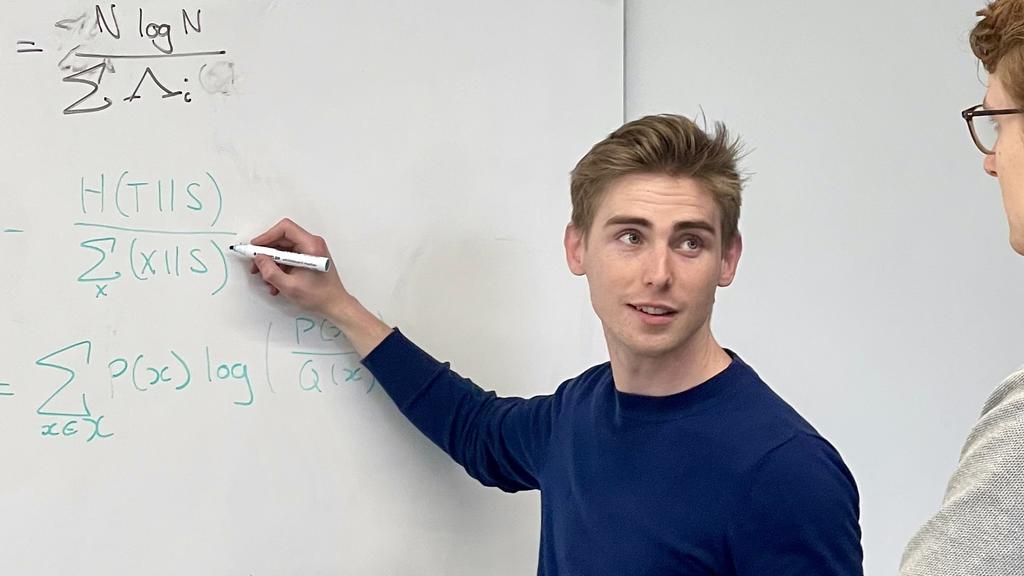 = N log N
∑ Λi
- H(T||S)
∑x (x||S)
= ∑x∈X P(x) log( P(
Q(x)